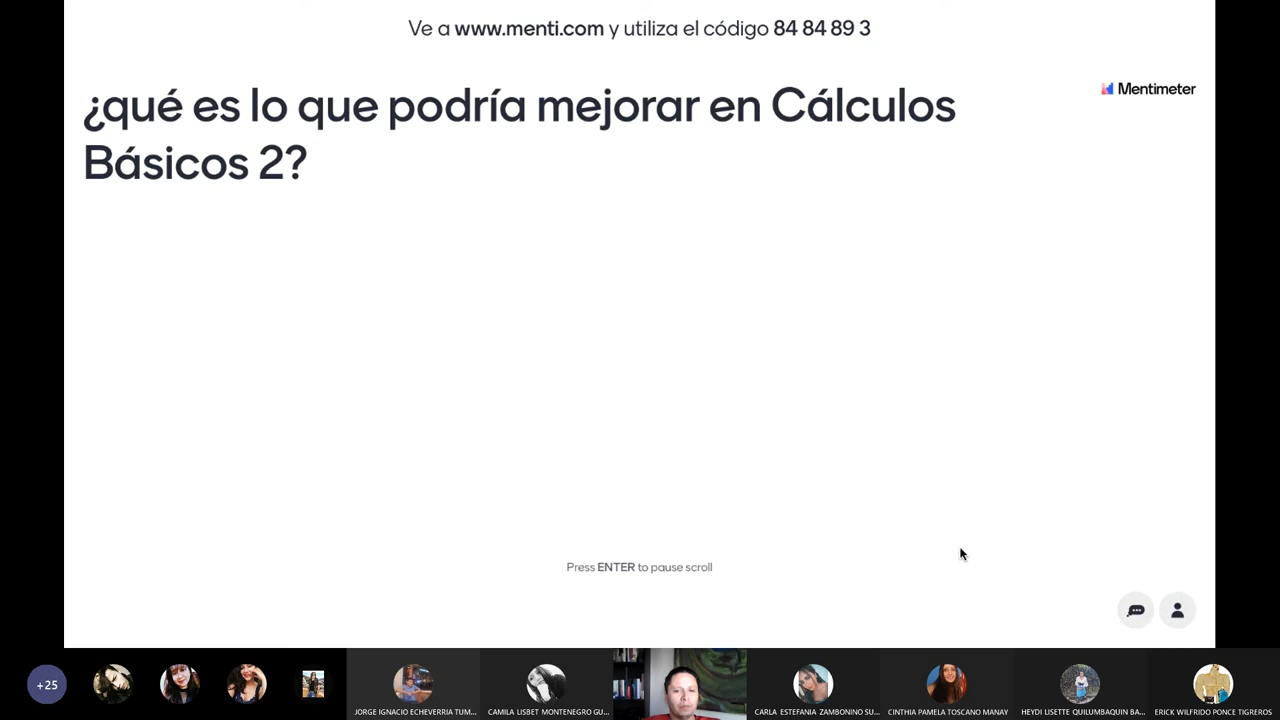 Ve a www.menti.com y utiliza el código 84 84 89 3
Mentimeter
¿qué es lo que podría mejorar en Cálculos
Básicos 2?
Press ENTER to pause scroll
+25
JORGE IGNACIO ECHEVERRIA TUM...
CAMILA LISBET MONTENEGRO GU...
CARLA ESTEFANIA ZAMBONINO SU...
CINTHIA PAMELA TOSCANO MANAY
HEYDI LISETTE QUILUMBAQUIN BA...
ERICK WILFRIDO PONCE TIGREROS